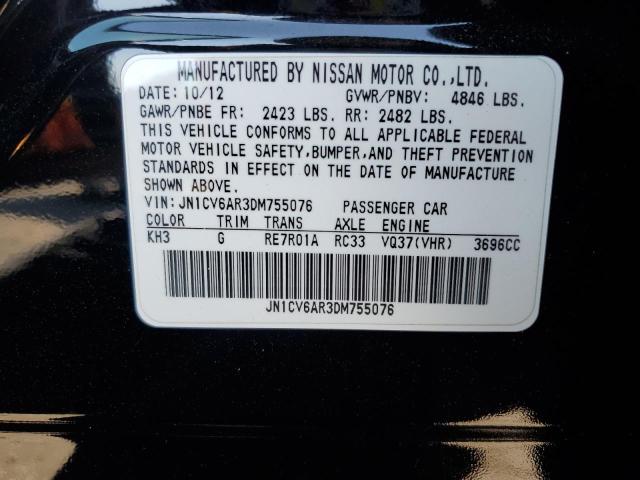 MANUFACTURED BY NISSAN MOTOR CO.,LTD.
DATE: 10/12 GVWR/PNBV: 4846 LBS.
GAWR/PNBE FR: 2423 LBS. RR: 2482 LBS.
THIS VEHICLE CONFORMS TO ALL APPLICABLE FEDERAL
MOTOR VEHICLE SAFETY,BUMPER,AND THEFT PREVENTION
STANDARDS IN EFFECT ON THE DATE OF MANUFACTURE
SHOWN ABOVE.
VIN: JN1CV6AR3DM755076 PASSENGER CAR
COLOR TRIM TRANS AXLE ENGINE
KH3 G RE7R01A RC33 VQ37(VHR) 3696CC
JN1CV6AR3DM755076